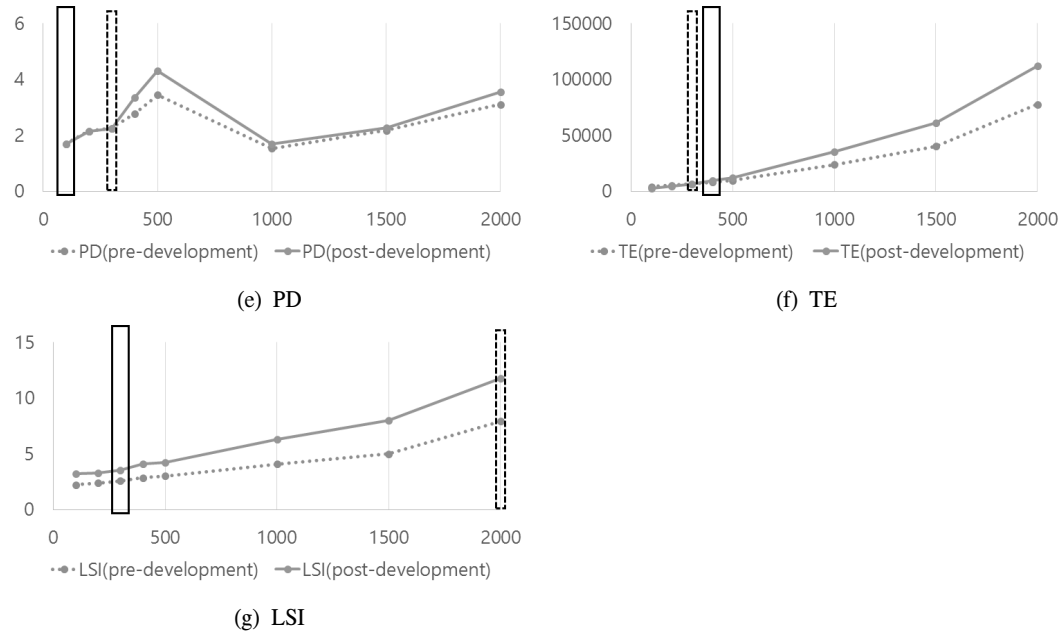 6
4
2
0
0 500 1000 1500 2000
PD(pre-development) PD(post-development)
(e) PD
150000
100000
50000
0
0 500 1000 1500 2000
TE(pre-development) TE(post-development)
(f) TE
15
10
5
0
0 500 1000 1500 2000
LSI(pre-development) LSI(post-development)
(g) LSI